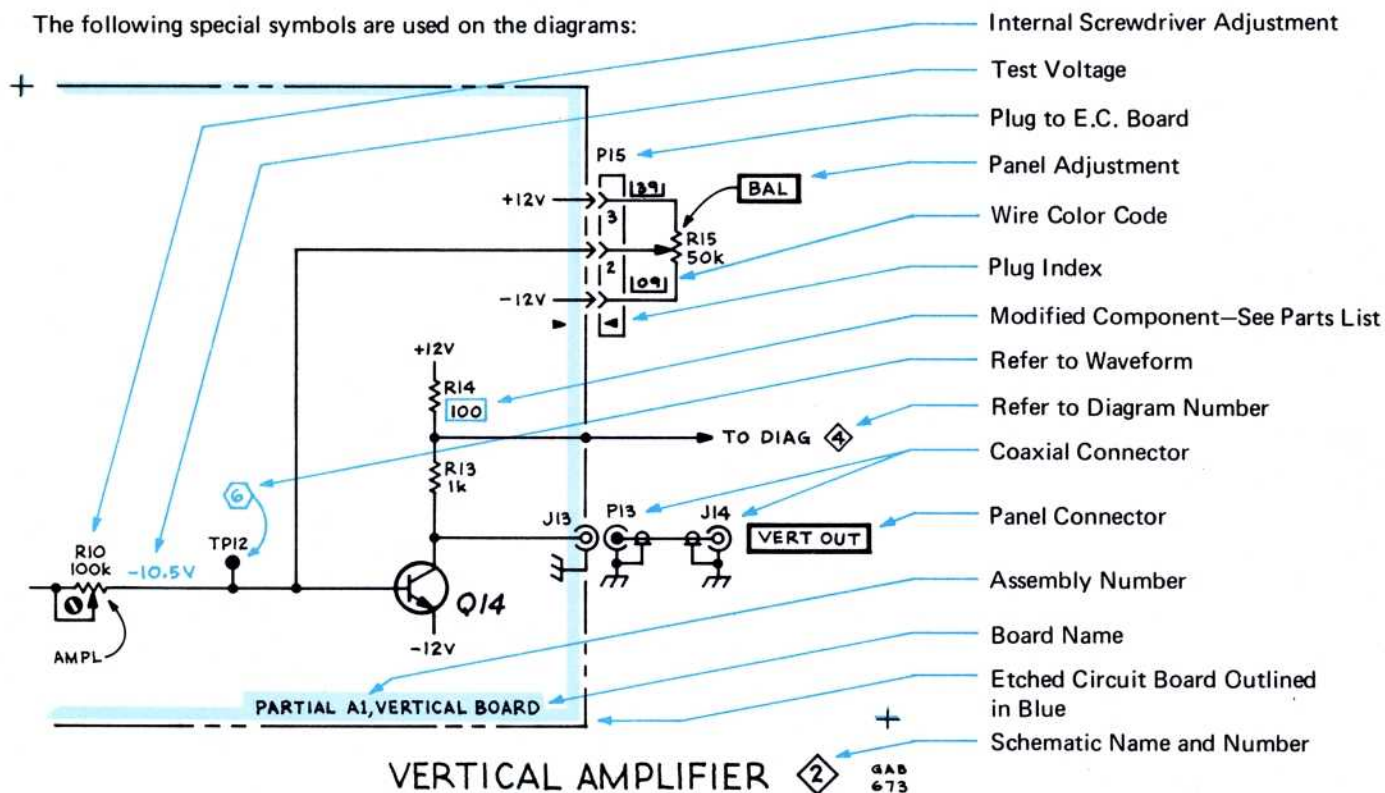 The following special symbols are used on the diagrams:
Internal Screwdriver Adjustment
Test Voltage
Plug to E.C. Board
Panel Adjustment
Wire Color Code
Plug Index
Modified Component—See Parts List
Refer to Waveform
Refer to Diagram Number
Coaxial Connector
Panel Connector
Assembly Number
Board Name
Etched Circuit Board Outlined
in Blue
Schematic Name and Number
P15
39
BAL
+12V
3
R15
50k
2
09
-12V
+12V
R14
100
TO DIAG 4
R13
1k
6
J13
P13
J14
VERT OUT
R10
100k
-10.5V
TP12
Q14
AMPL
-12V
PARTIAL A1, VERTICAL BOARD
VERTICAL AMPLIFIER 2
GAB
673